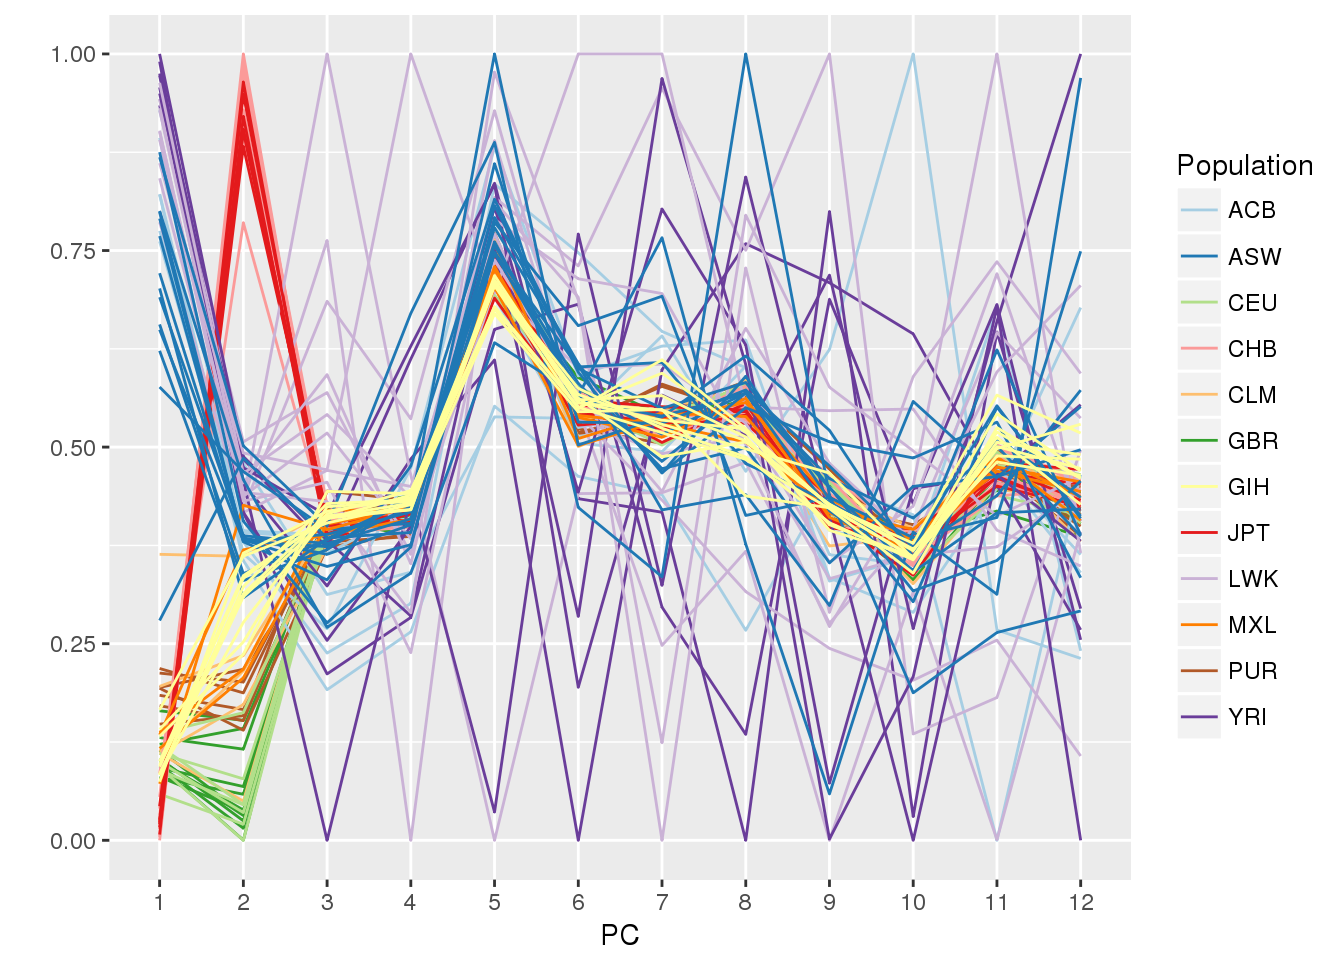 1.00
0.75
0.50
0.25
0.00
1 2 3 4 5 6 7 8 9 10 11 12
PC
Population
ACB
ASW
CEU
CHB
CLM
GBR
GIH
JPT
LWK
MXL
PUR
YRI